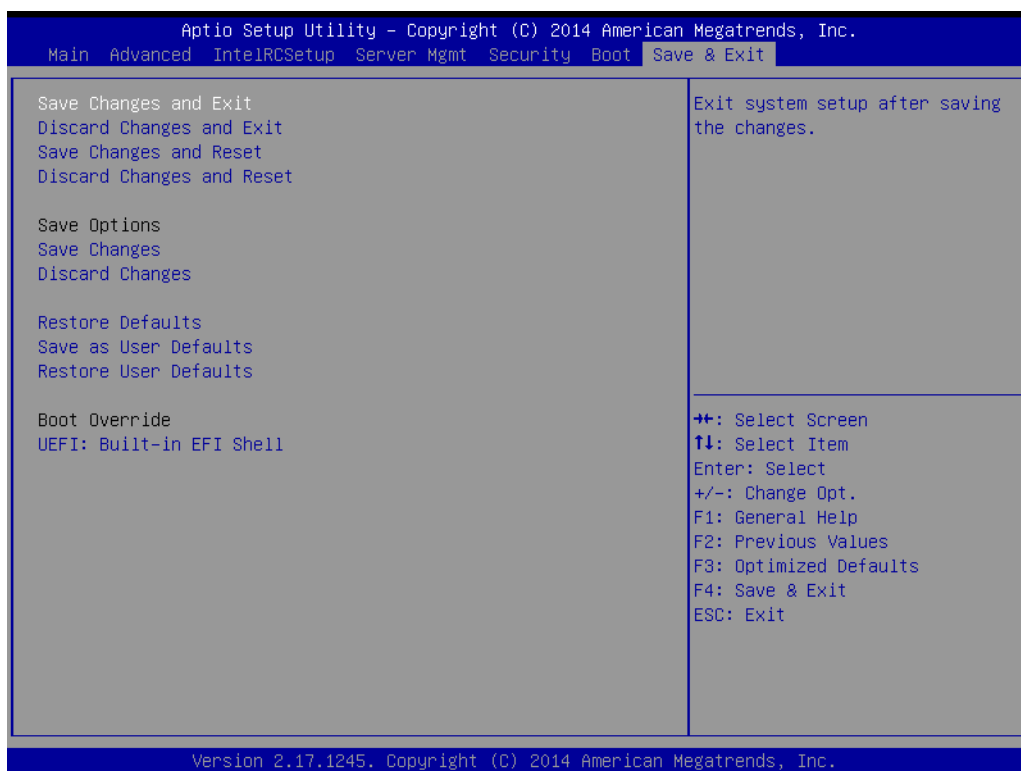 Aptio Setup Utility – Copyright (C) 2014 American Megatrends, Inc.
Main Advanced IntelRCSetup Server Mgmt Security Boot Save & Exit
Save Changes and Exit
Discard Changes and Exit
Save Changes and Reset
Discard Changes and Reset
Save Options
Save Changes
Discard Changes
Restore Defaults
Save as User Defaults
Restore User Defaults
Boot Override
UEFI: Built-in EFI Shell
Exit system setup after saving
the changes.
→←: Select Screen
↑↓: Select Item
Enter: Select
+/-: Change Opt.
F1: General Help
F2: Previous Values
F3: Optimized Defaults
F4: Save & Exit
ESC: Exit
Version 2.17.1245. Copyright (C) 2014 American Megatrends, Inc.